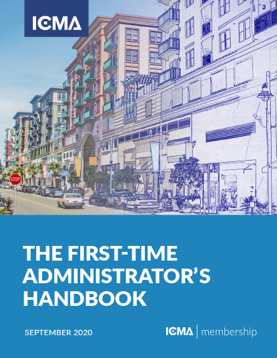 ICMA
STOP
THE FIRST-TIME
ADMINISTRATOR'S
HANDBOOK
SEPTEMBER 2020
ICMA | membership